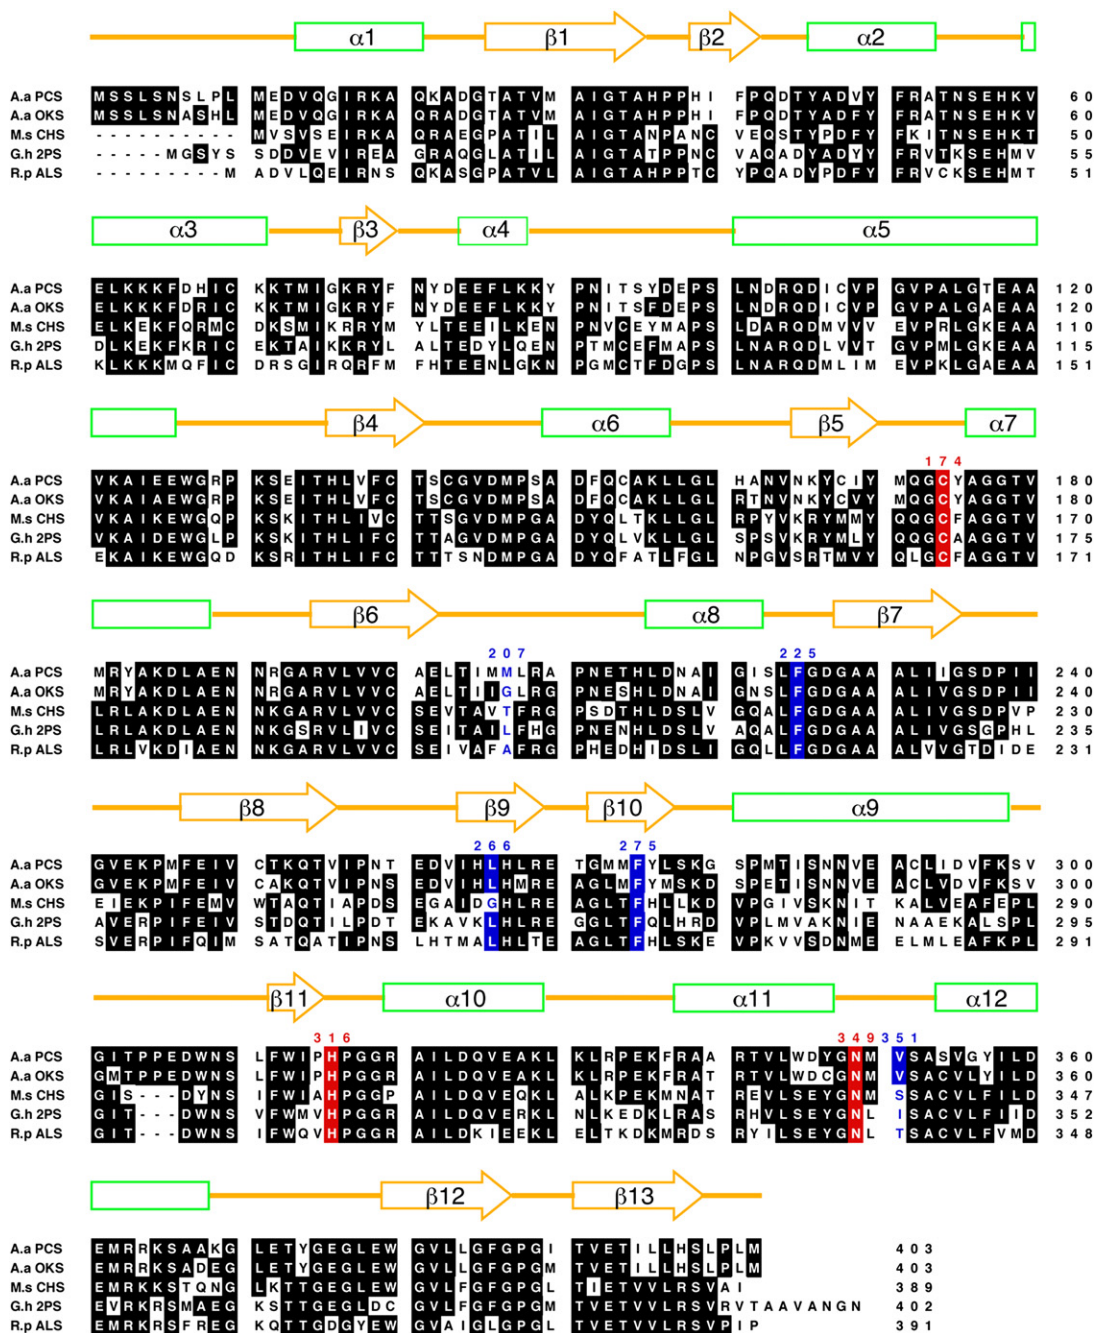 α1 β1 β2 α2
A.a PCS MSSLSNSLPL MEDVQGIRKA QKADGTATVM AIGTAHPPHI FPQDTYADVY FRATNSEHKV 60
A.a OKS MSSLSNASHL MEDVQGIRKA QRADGTATVM AIGTAHPPHI FPQDTYADFY FRATNSEHKV 60
M.s CHS - - - - - - - - - - MVSVSEIRKA QRAEGPATIL AIGTANPANC VEQSTYPDFY FKITNSEHKT 50
G.h 2PS - - - - - MGSYS SDDVEVIREA GRAQGLATIL AIGTATPPNC VAQADYADYY FRVTKSEHMV 55
R.p ALS - - - - - - - - - M ADVLQEIRNS QKASGPATVL AIGTAHPPTC YPQADYPDFY FRVCKSEHMT 51
α3 β3 α4 α5
A.a PCS ELKKKFDHIC KKTMIGKRYF NYDEEFLKKY PNITSYDEPS LNDRQDICVP GVPALGTEAA 120
A.a OKS ELKKKFDRIC KKTMIGKRYF NYDEEFLKKY PNITSFDEPS LNDRQDICVP GVPALGAEAA 120
M.s CHS ELKEKFQRMC DKSMIKRRYM YLTEEILKEN PNVCEYMAPS LDARQDMVVV EVPRLGKEAA 110
G.h 2PS DLKEKFKRIC EKTAIKKRYL ALTEDYLQEN PTMCEFMAPS LNARQDLVVT GVPMLGKEAA 115
R.p ALS KLKKKMQFIC DRSGIRQRFM FHTEENLGKN PGMCTFDGPS LNARQDMLIM EVPKLGAEAA 151
β4 α6 β5 α7
174
A.a PCS VKAIEEWGRP KSEITHLVFC TSCGVDMPSA DFQCAKLLGL HANVNKYCIY MQGCYAGGTV 180
A.a OKS VKAIKEWGRP KSEITHLVFC TSCGVDMPSA DFQCAKLLGL RTNVNKYCVY MQGCYAGGTV 180
M.s CHS VKAIKEWGQP KSKITHLIVC TTSGVDMPGA DYQLTKLLGL RPYVKRYMMY QQGCFAGGTV 170
G.h 2PS VKAIDEWGLP KSKITHLIFC TTAGVDMPGA DYQLVKLLGL SPSVKRYMLY QQGCAAGGTV 175
R.p ALS EKAIKEWGQD KSRITHLIFC TTTSNDMPGA DYQFATLFGL NPGVSRTMVY QLGCFAGGTV 171
β6 α8 β7
207 225
A.a PCS MRYAKDLAEN NRGARVLVVC AELTIMMLRA PNETHLDNAI GISLFGDGAA ALIIGSDPII 240
A.a OKS MRYAKDLAEN NRGARVLVVC AELTIIGLRG PNESHLDNAI GNSLFGDGAA ALIVGSDPII 240
M.s CHS LRLAKDLAEN NKGARVLVVC SEVTAVTFRG PSDTHLDSLV GQALFGDGAA ALIVGSDPVP 230
G.h 2PS LRLAKDLAEN NKGSRVLIVC SEITAILFHG PNENHLDSLV AQALFGDGAA ALIVGSGPHL 235
R.p ALS LRLVKDIAEN NKGARVLVVC SEIVAFAFRG PHEDHIDSLI GQLLFGDGAA ALVVGTDIDE 231
β8 β9 β10 α9
266 275
A.a PCS GVEKPMFEIV CTKQTVIPNT EDVIHLHLRE TGMMFYLSKG SPMTISNNVE ACLIDVFKSV 300
A.a OKS GVEKPMFEIV CAKQTVIPNS EDVIHLHMRE AGLMFYMSKD SPETISNNVE ACLVDVFKSV 300
M.s CHS EIEKPIFEMV WTAQTIAPDS EGAIDGHLRE AGLTFHLLKD VPGIVSKNIT KALVEAFEPL 290
G.h 2PS AVERPIFEIV STDQTILPDT EKAVKLHLRE GGLTFQLHRD VPLMVAKNIE NAAEKALSPL 295
R.p ALS SVERPIFQIM SATQATIPNS LHTMALHLTE AGLTFHLSKE VPKVVSDNME ELMLEAFKPL 291
β11 α10 α11 α12
316 349 351
A.a PCS GITPPEDWNS LFWIPHPGGR AILDQVEAKL KLRPEKFRAA RTVLWDYGNM VSASVGYILD 360
A.a OKS GMTPPEDWNS LFWIPHPGGR AILDQVEAKL KLRPEKFRAT RTVLWDCGNM VSACVLYILD 360
M.s CHS GIS- - -DYNS IFWIAHPGGP AILDQVEQKL ALKPEKMNAT REVLSEYGNM SSACVLFILD 347
G.h 2PS GIT- - -DWNS VFWMVHPGGR AILDQVERKL NLKEDKLRAS RHVLSEYGNL ISACVLFIID 352
R.p ALS GIT- - -DWNS IFWQVHPGGR AILDKIEEKL ELTKDKMRDS RYILSEYGNL TSACVLFVMD 348
β12 β13
A.a PCS EMRRKSAAKG LETYGEGLEW GVLLGFGPGI TVETILLHSLPLM 403
A.a OKS EMRRKSADEG LETYGEGLEW GVLLGFGPGM TVETILLHSLPLM 403
M.s CHS EMRKKSTQNG LKTTGEGLEW GVLFGFGPGL TIETVVLRSVAI 389
G.h 2PS EVRKRSMAEG KSTTGEGLDC GVLFGFGPGM TVETVVLRSVRVTAAVANGN 402
R.p ALS EMRKRSFREG KQTTGDGYEW GVAIGLGPGL TVETVVLRSVPIP 391